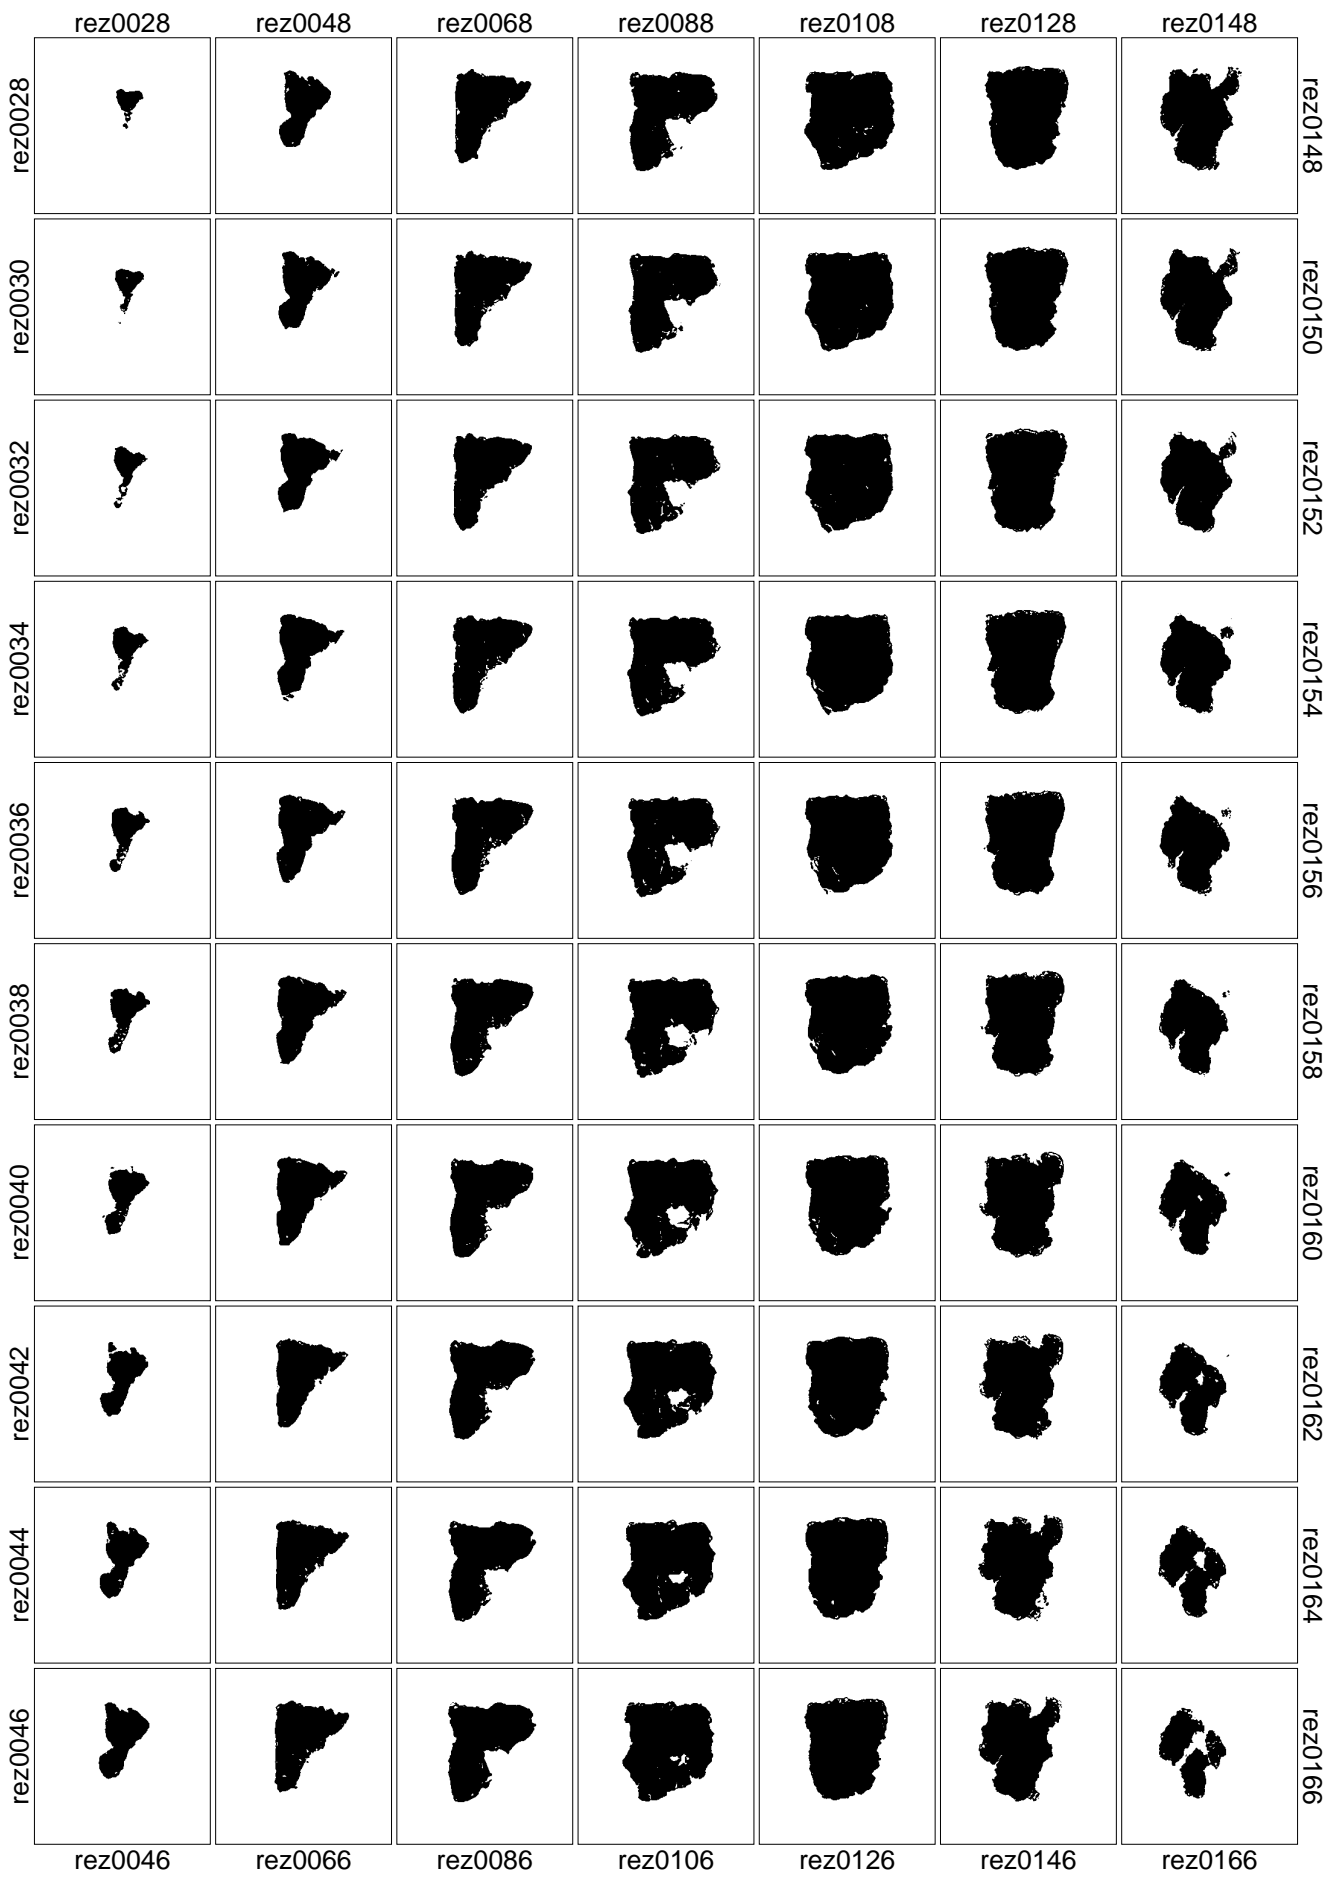 rez0028 rez0048 rez0068 rez0088 rez0108 rez0128 rez0148
rez0028 rez0148
rez0030 rez0150
rez0032 rez0152
rez0034 rez0154
rez0036 rez0156
rez0038 rez0158
rez0040 rez0160
rez0042 rez0162
rez0044 rez0164
rez0046 rez0166
rez0046 rez0066 rez0086 rez0106 rez0126 rez0146 rez0166